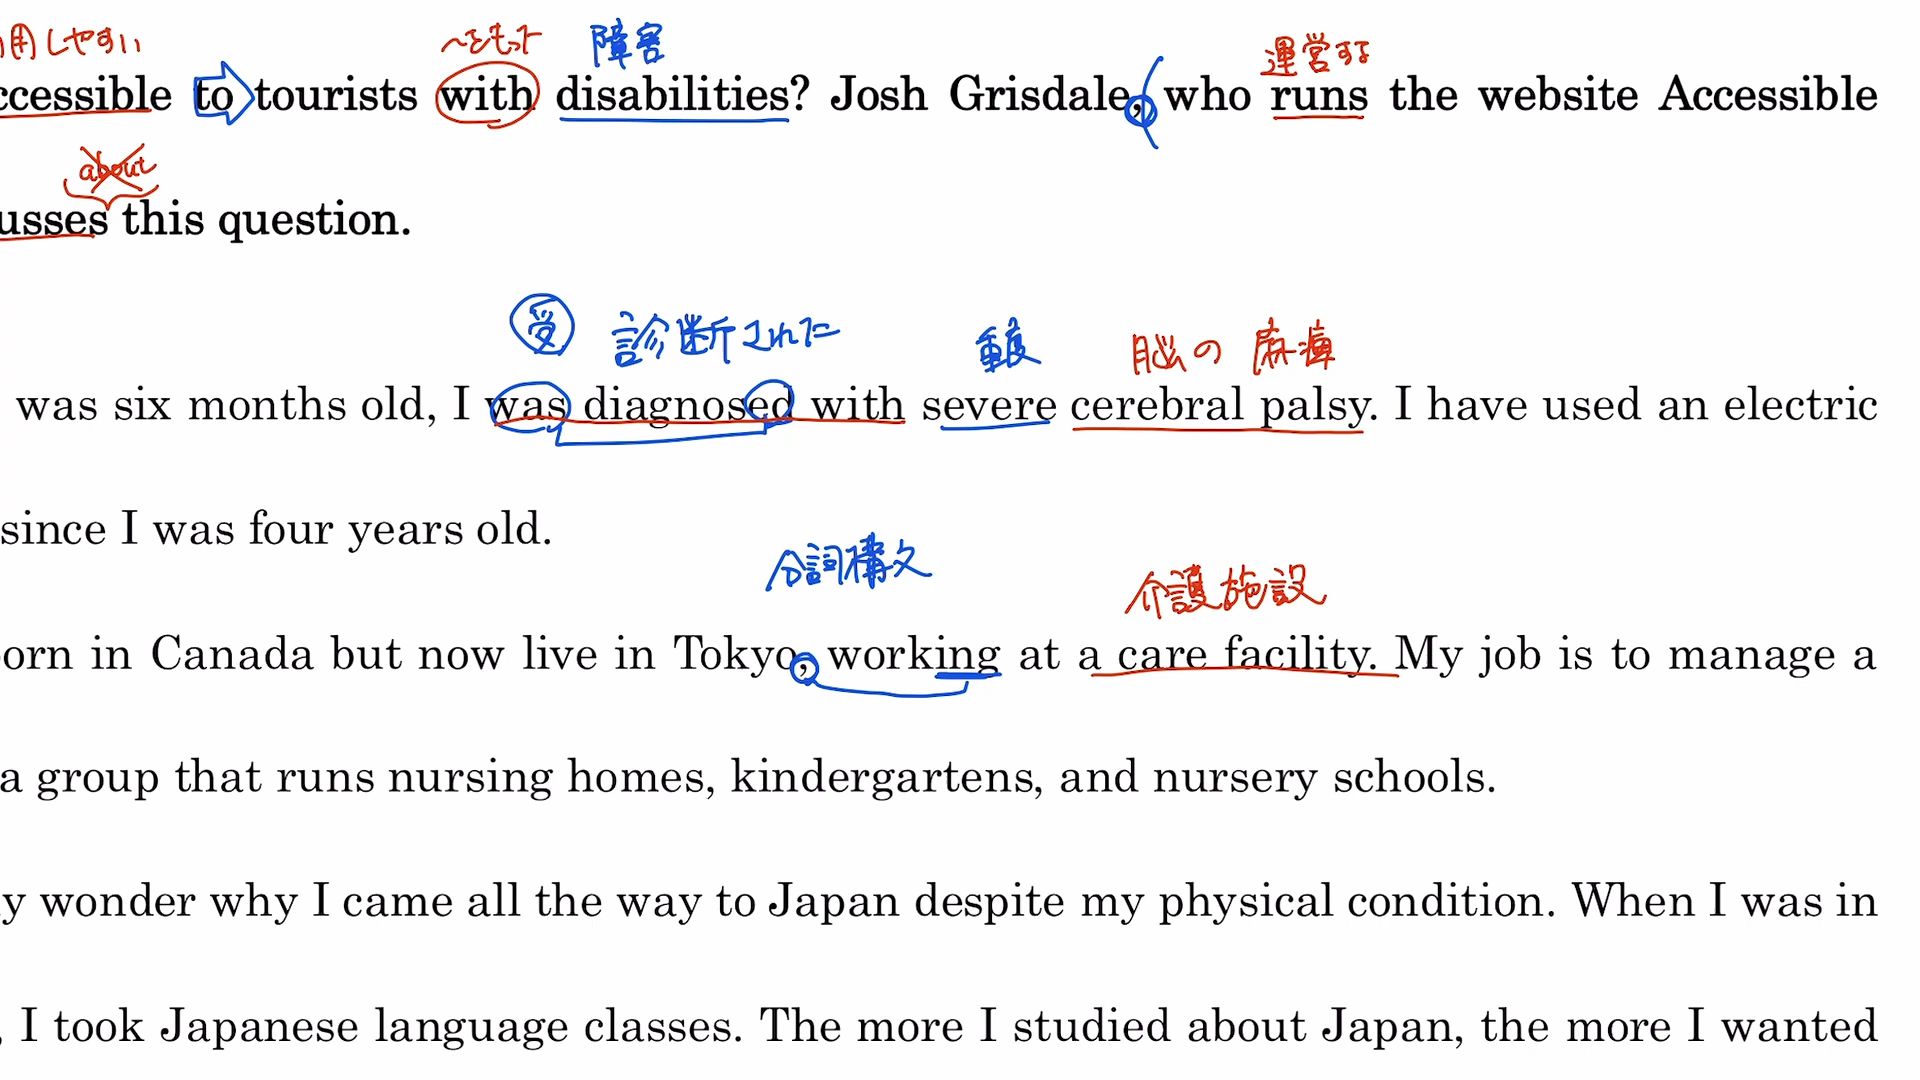 用しやすい ~をもって 障害 運営する
ccessible to tourists with disabilities? Josh Grisdale, who runs the website Accessible
about
usses this question.
受 診断された 重度 脳の麻痺
was six months old, I was diagnosed with severe cerebral palsy. I have used an electric
since I was four years old.
分詞構文 介護施設
orn in Canada but now live in Tokyo, working at a care facility. My job is to manage a
a group that runs nursing homes, kindergartens, and nursery schools.
y wonder why I came all the way to Japan despite my physical condition. When I was in
, I took Japanese language classes. The more I studied about Japan, the more I wanted